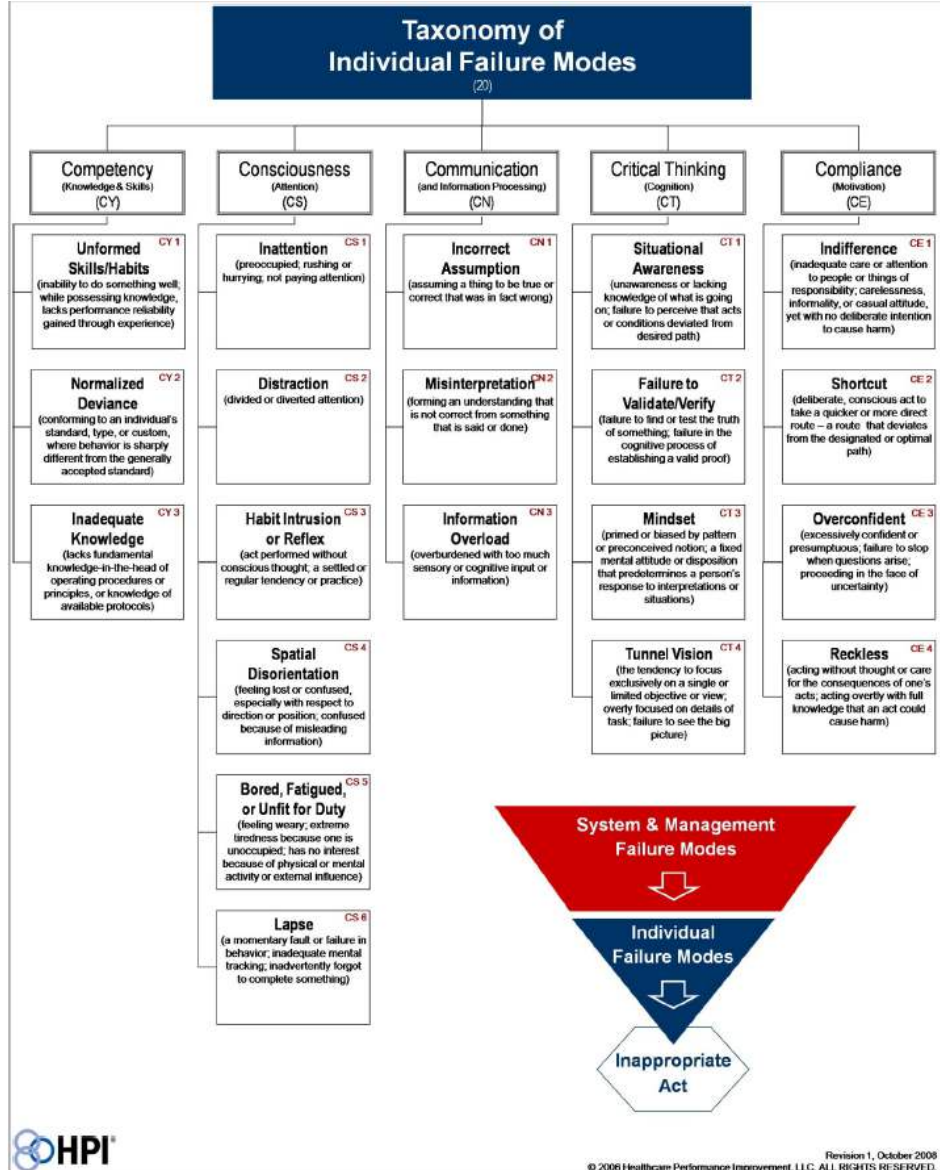 Taxonomy of
Individual Failure Modes
(20)
Competency
(Knowledge & Skills)
(CY)
CY 1
Unformed
Skills/Habits
(inability to do something well;
while possessing knowledge,
lacks performance reliability
gained through experience)
CY 2
Normalized
Deviance
(conforming to an individual's
standard, type, or custom,
where behavior is sharply
different from the generally
accepted standard)
CY 3
Inadequate
Knowledge
(lacks fundamental
knowledge-in-the-head of
operating procedures or
principles, or knowledge of
available protocols)
Consciousness
(Attention)
(CS)
CS 1
Inattention
(preoccupied; rushing or
hurrying; not paying attention)
CS 2
Distraction
(divided or diverted attention)
CS 3
Habit Intrusion
or Reflex
(act performed without
conscious thought; a settled or
regular tendency or practice)
CS 4
Spatial
Disorientation
(feeling lost or confused,
especially with respect to
direction or position; confused
because of misleading
information)
CS 5
Bored, Fatigued,
or Unfit for Duty
(feeling weary; extreme
tiredness because one is
unoccupied; has no interest
because of physical or mental
activity or external influence)
CS 6
Lapse
(a momentary fault or failure in
behavior; inadequate mental
tracking; inadvertently forgot
to complete something)
Communication
(and Information Processing)
(CN)
CN 1
Incorrect
Assumption
(assuming a thing to be true or
correct that was in fact wrong)
CN 2
Misinterpretation
(forming an understanding that
is not correct from something
that is said or done)
CN 3
Information
Overload
(overburdened with too much
sensory or cognitive input or
information)
Critical Thinking
(Cognition)
(CT)
CT 1
Situational
Awareness
(unawareness or lacking
knowledge of what is going
on; failure to perceive that acts
or conditions deviated from
desired path)
CT 2
Failure to
Validate/Verify
(failure to find or test the truth
of something; failure in the
cognitive process of
establishing a valid proof)
CT 3
Mindset
(primed or biased by pattern
or preconceived notion; a fixed
mental attitude or disposition
that predetermines a person's
response to interpretations or
situations)
CT 4
Tunnel Vision
(the tendency to focus
exclusively on a single or
limited objective or view;
overly focused on details of
task; failure to see the big
picture)
Compliance
(Motivation)
(CE)
CE 1
Indifference
(inadequate care or attention
to people or things of
responsibility; carelessness,
informality, or casual attitude,
yet with no deliberate intention
to cause harm)
CE 2
Shortcut
(deliberate, conscious act to
take a quicker or more direct
route – a route that deviates
from the designated or optimal
path)
CE 3
Overconfident
(excessively confident or
presumptuous; failure to stop
when questions arise;
proceeding in the face of
uncertainty)
CE 4
Reckless
(acting without thought or care
for the consequences of one's
acts; acting overtly with full
knowledge that an act could
cause harm)
System & Management
Failure Modes
Individual
Failure Modes
Inappropriate
Act
HPI®
Revision 1, October 2008
© 2006 Healthcare Performance Improvement, LLC. ALL RIGHTS RESERVED.